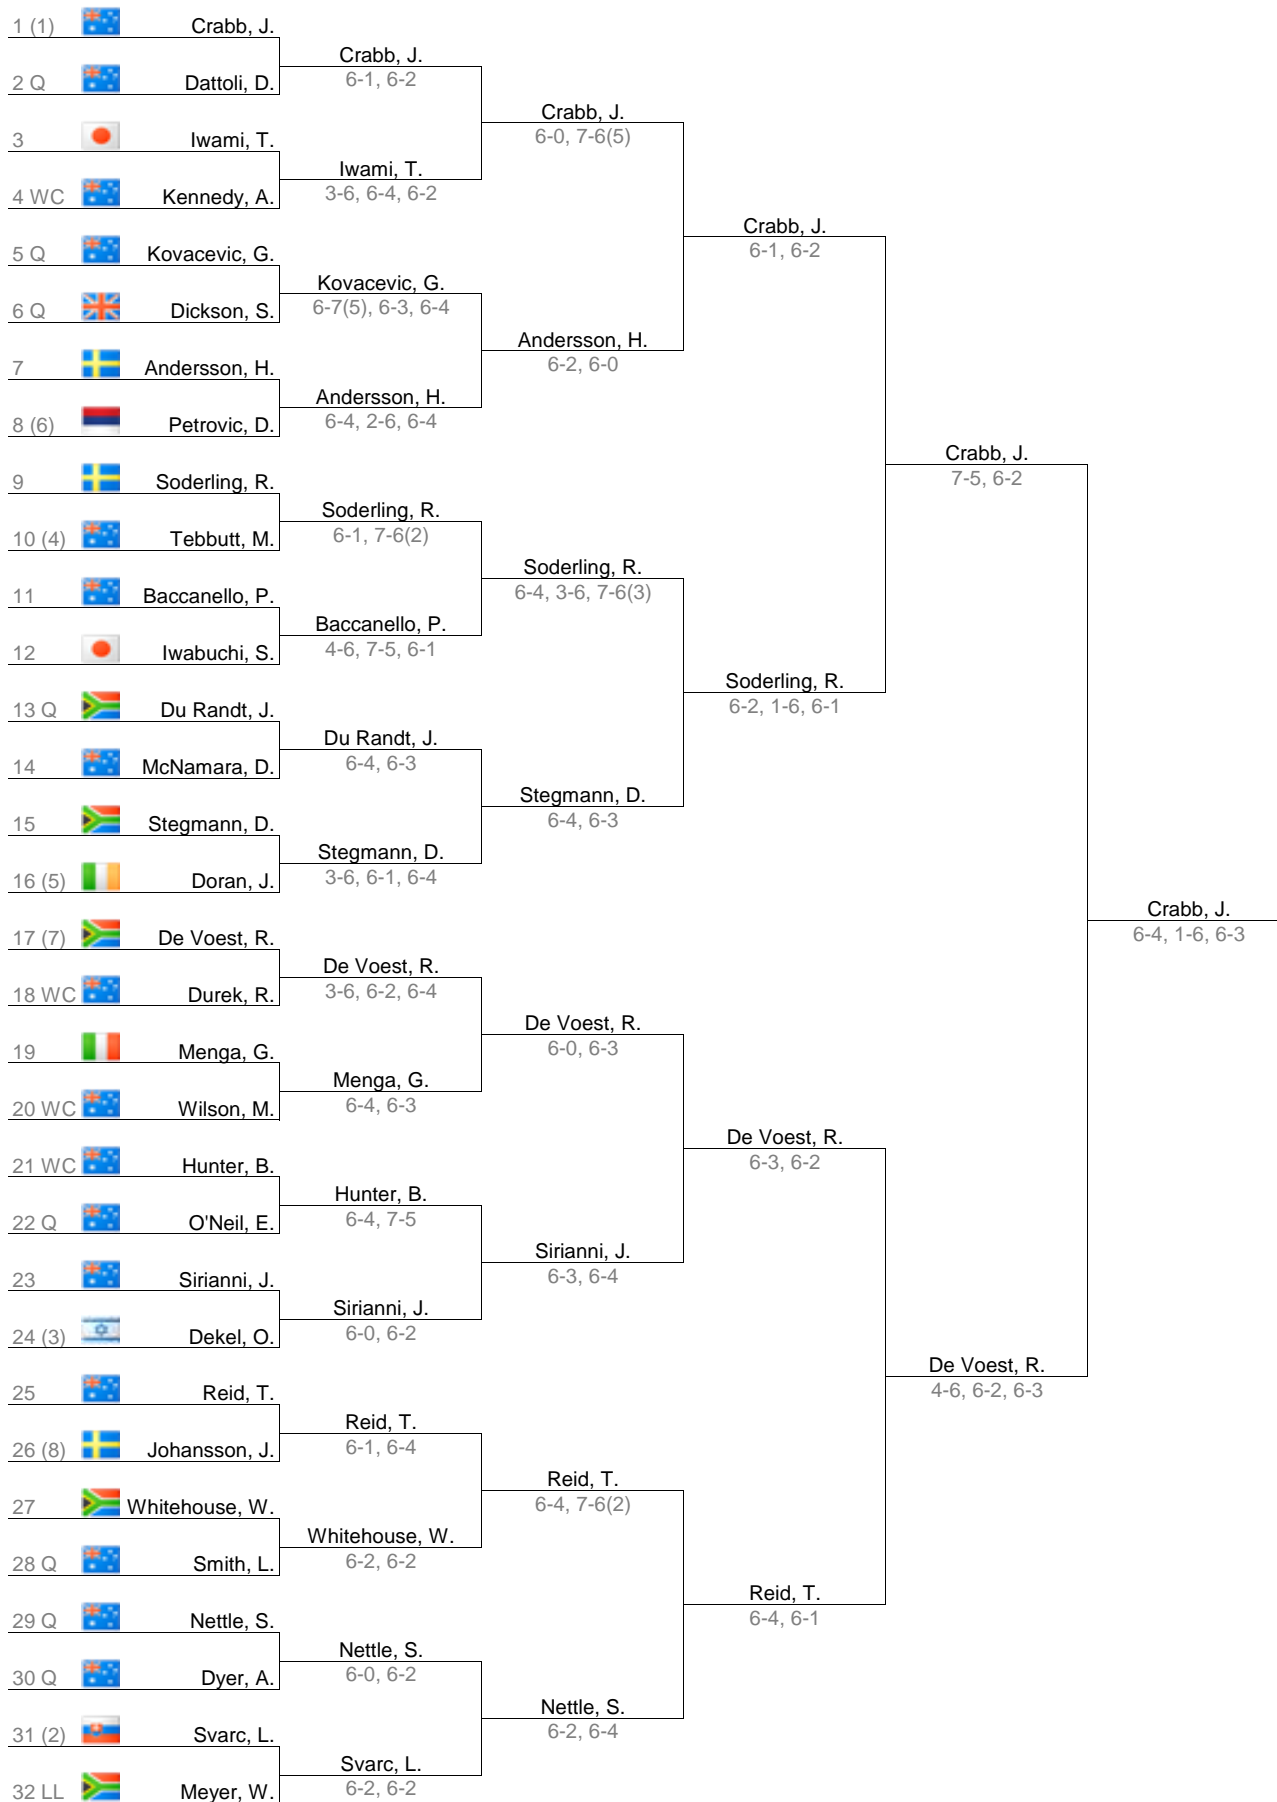 1 (1) Crabb, J.
2 Q Dattoli, D.
3 Iwami, T.
4 WC Kennedy, A.
5 Q Kovacevic, G.
6 Q Dickson, S.
7 Andersson, H.
8 (6) Petrovic, D.
9 Soderling, R.
10 (4) Tebbutt, M.
11 Baccanello, P.
12 Iwabuchi, S.
13 Q Du Randt, J.
14 McNamara, D.
15 Stegmann, D.
16 (5) Doran, J.
17 (7) De Voest, R.
18 WC Durek, R.
19 Menga, G.
20 WC Wilson, M.
21 WC Hunter, B.
22 Q O'Neil, E.
23 Sirianni, J.
24 (3) Dekel, O.
25 Reid, T.
26 (8) Johansson, J.
27 Whitehouse, W.
28 Q Smith, L.
29 Q Nettle, S.
30 Q Dyer, A.
31 (2) Svarc, L.
32 LL Meyer, W.
Crabb, J.
6-1, 6-2
Iwami, T.
3-6, 6-4, 6-2
Kovacevic, G.
6-7(5), 6-3, 6-4
Andersson, H.
6-4, 2-6, 6-4
Soderling, R.
6-1, 7-6(2)
Baccanello, P.
4-6, 7-5, 6-1
Du Randt, J.
6-4, 6-3
Stegmann, D.
3-6, 6-1, 6-4
De Voest, R.
3-6, 6-2, 6-4
Menga, G.
6-4, 6-3
Hunter, B.
6-4, 7-5
Sirianni, J.
6-0, 6-2
Reid, T.
6-1, 6-4
Whitehouse, W.
6-2, 6-2
Nettle, S.
6-0, 6-2
Svarc, L.
6-2, 6-2
Crabb, J.
6-0, 7-6(5)
Andersson, H.
6-2, 6-0
Soderling, R.
6-4, 3-6, 7-6(3)
Stegmann, D.
6-4, 6-3
De Voest, R.
6-0, 6-3
Sirianni, J.
6-3, 6-4
Reid, T.
6-4, 7-6(2)
Nettle, S.
6-2, 6-4
Crabb, J.
6-1, 6-2
Soderling, R.
6-2, 1-6, 6-1
De Voest, R.
6-3, 6-2
Reid, T.
6-4, 6-1
Crabb, J.
7-5, 6-2
De Voest, R.
4-6, 6-2, 6-3
Crabb, J.
6-4, 1-6, 6-3